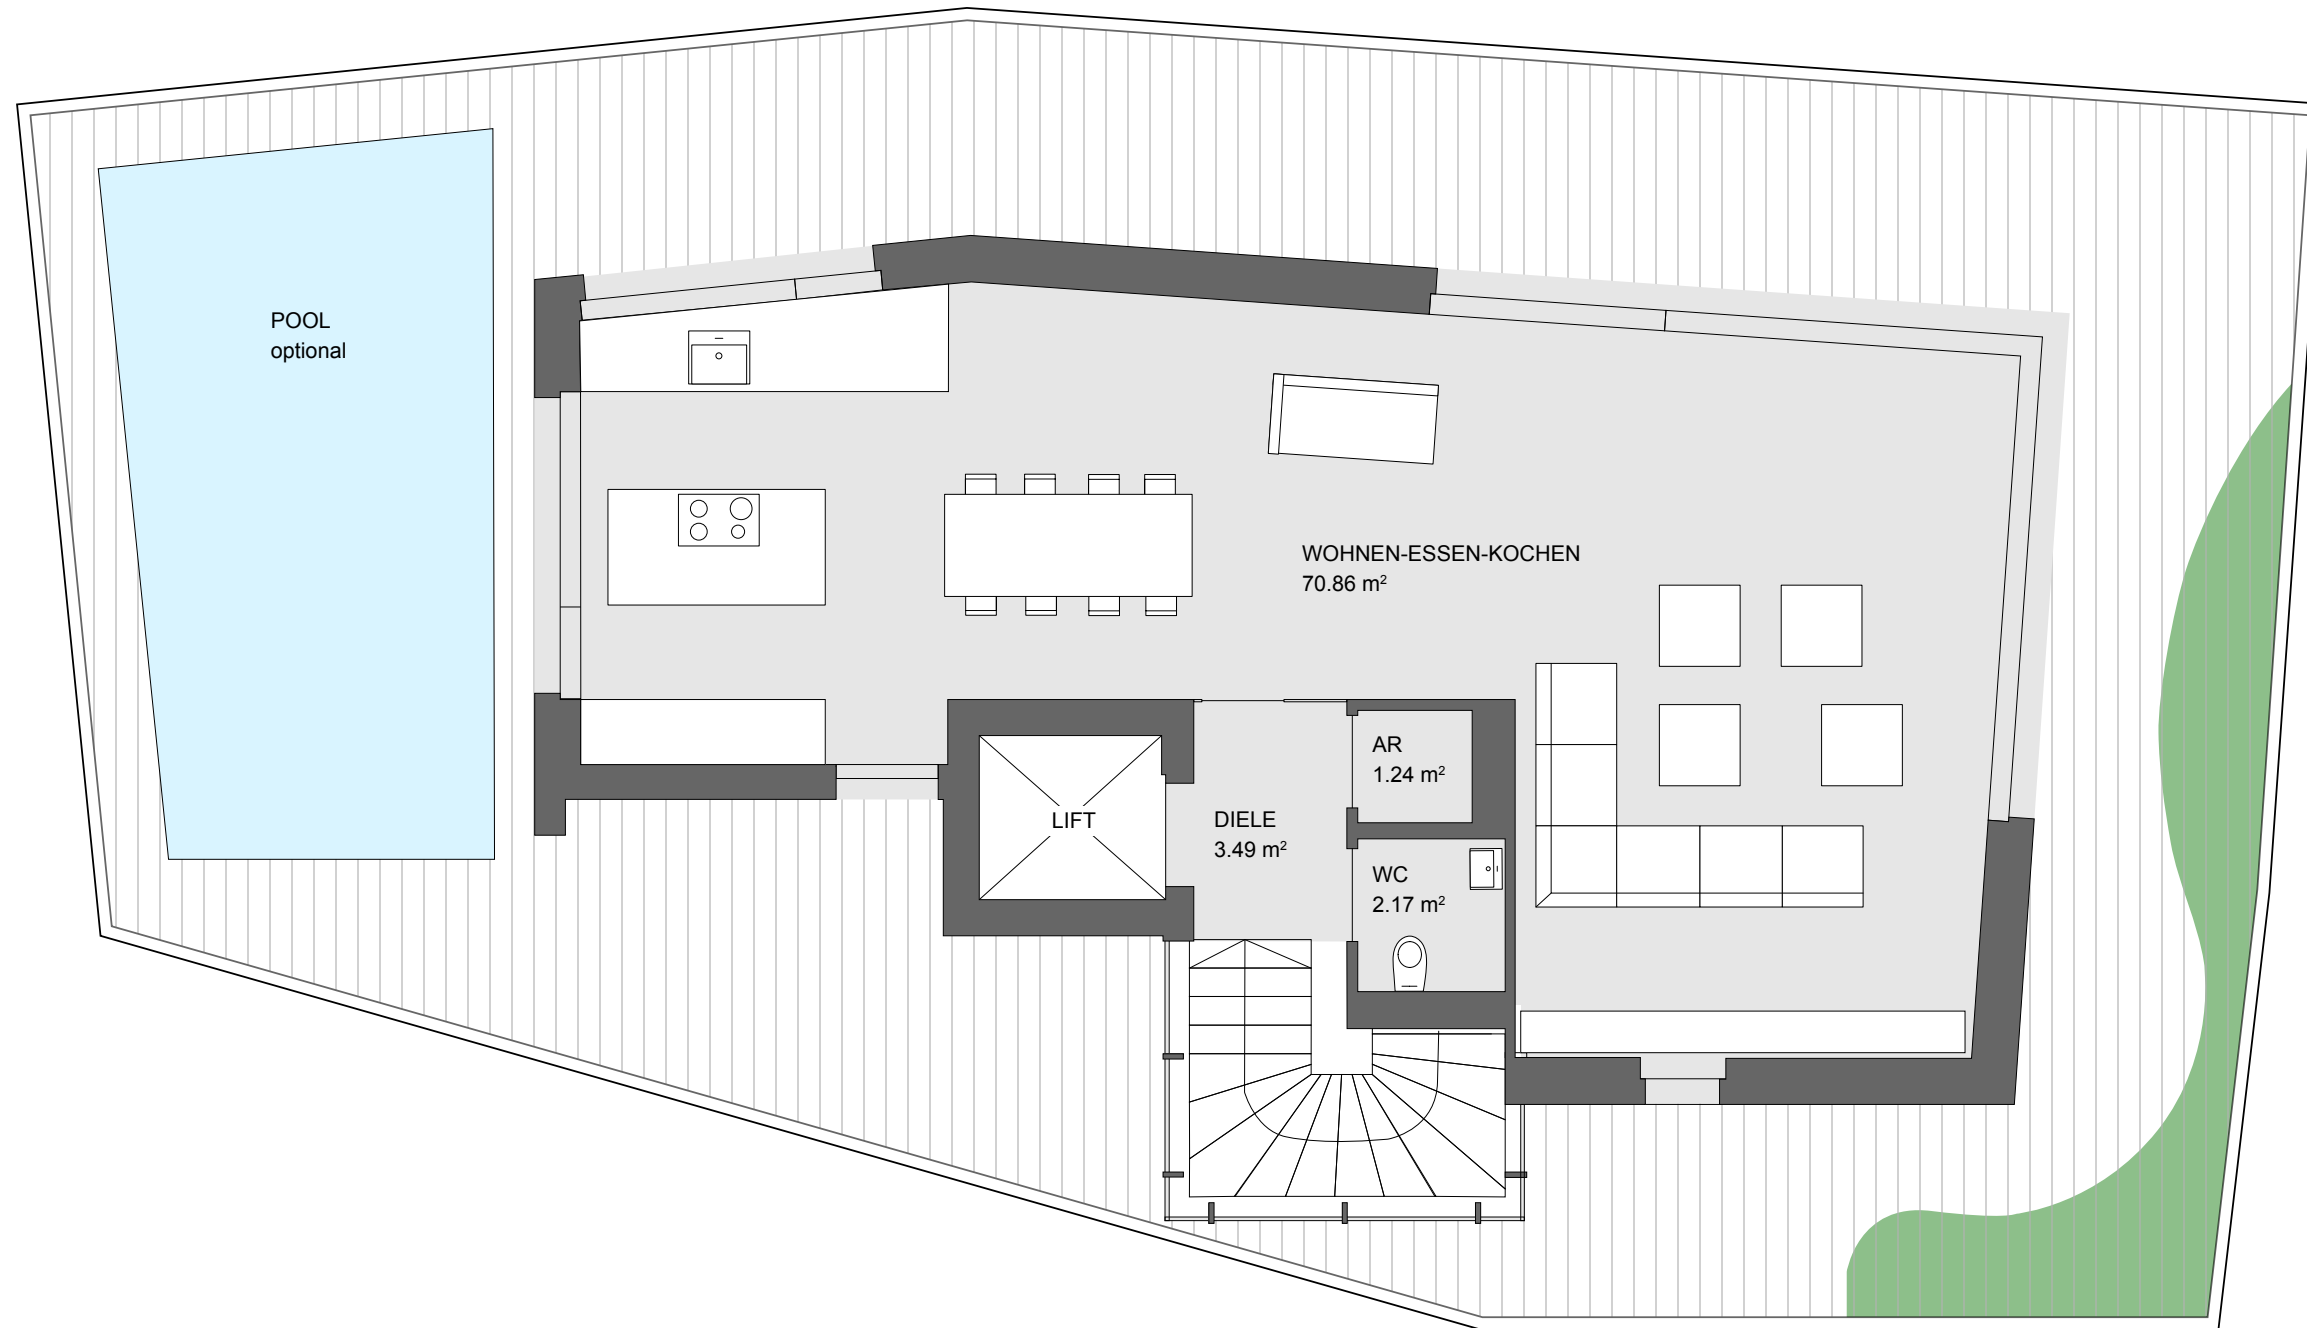 POOL
optional
WOHNEN-ESSEN-KOCHEN
70.86 m²
AR
1.24 m²
LIFT
DIELE
3.49 m²
WC
2.17 m²